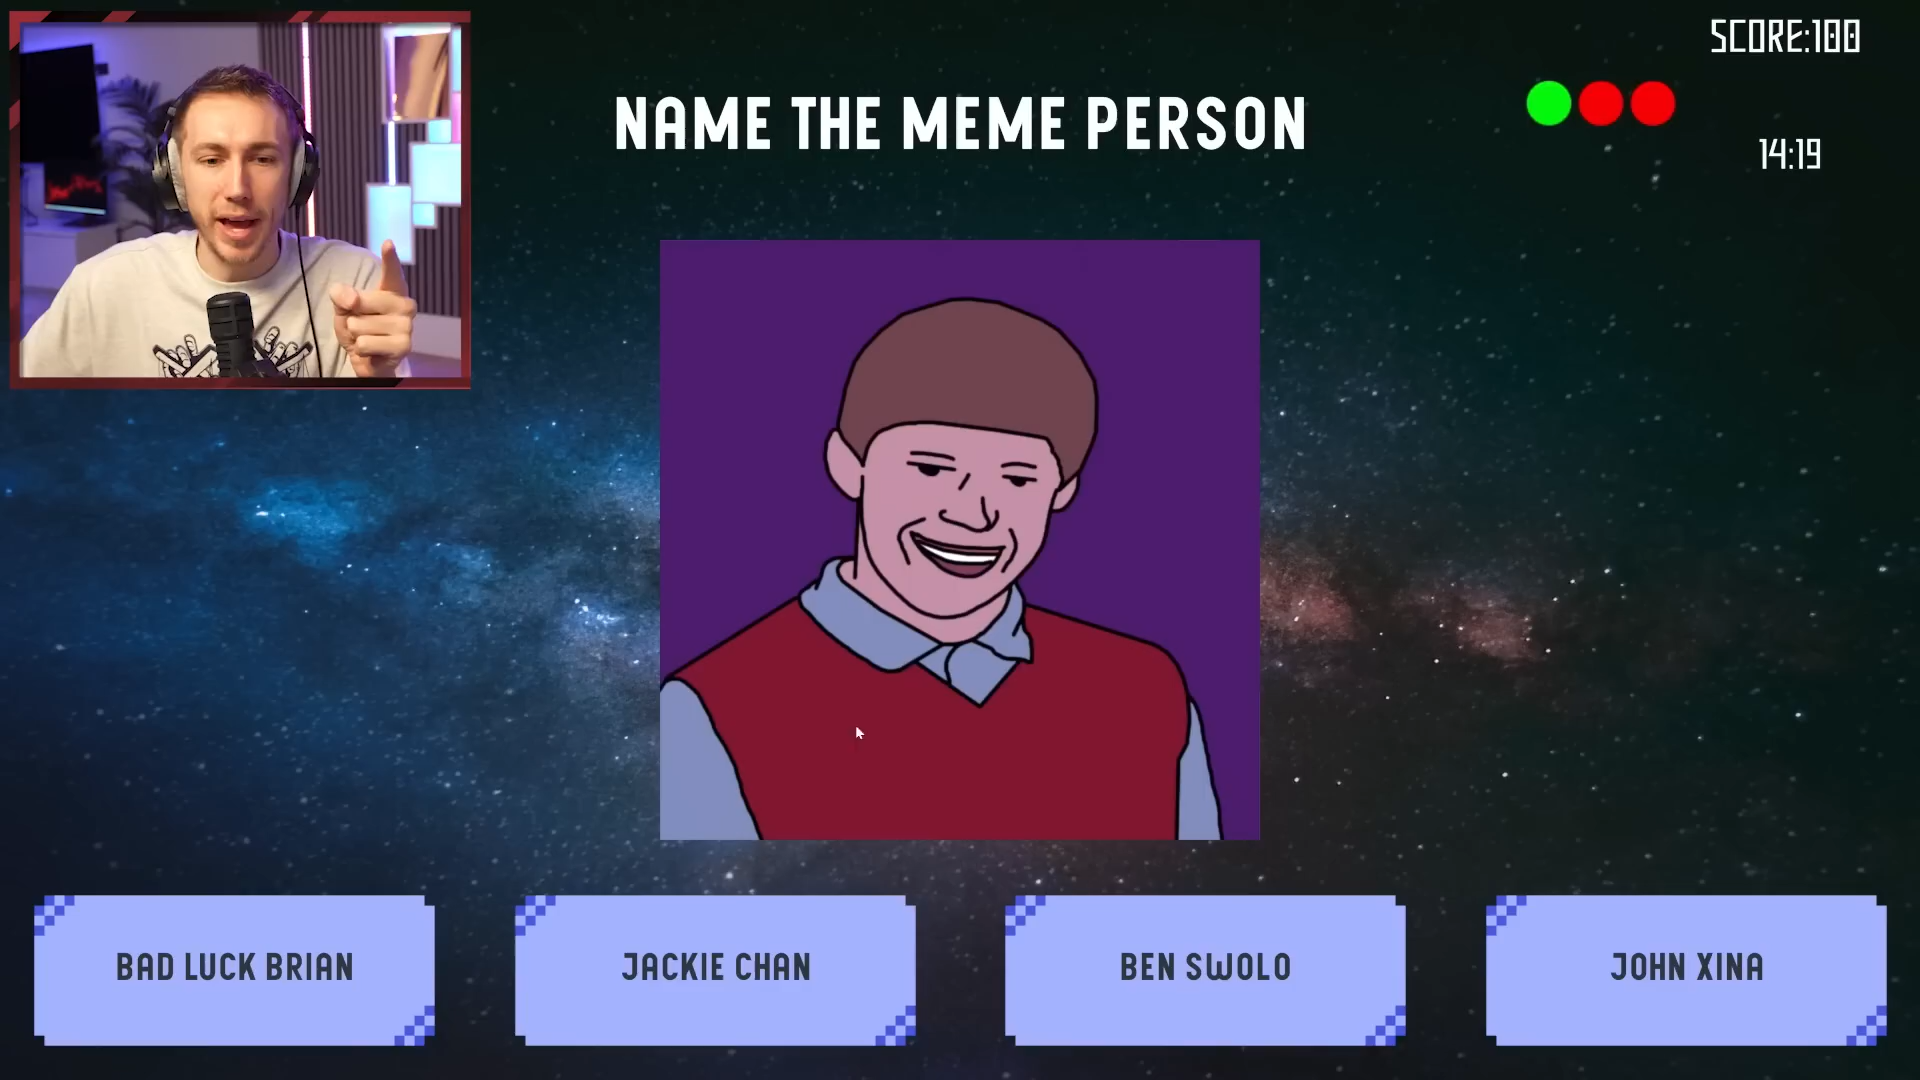 SCORE:100
NAME THE MEME PERSON
14:19
BAD LUCK BRIAN
JACKIE CHAN
BEN SWOLO
JOHN XINA